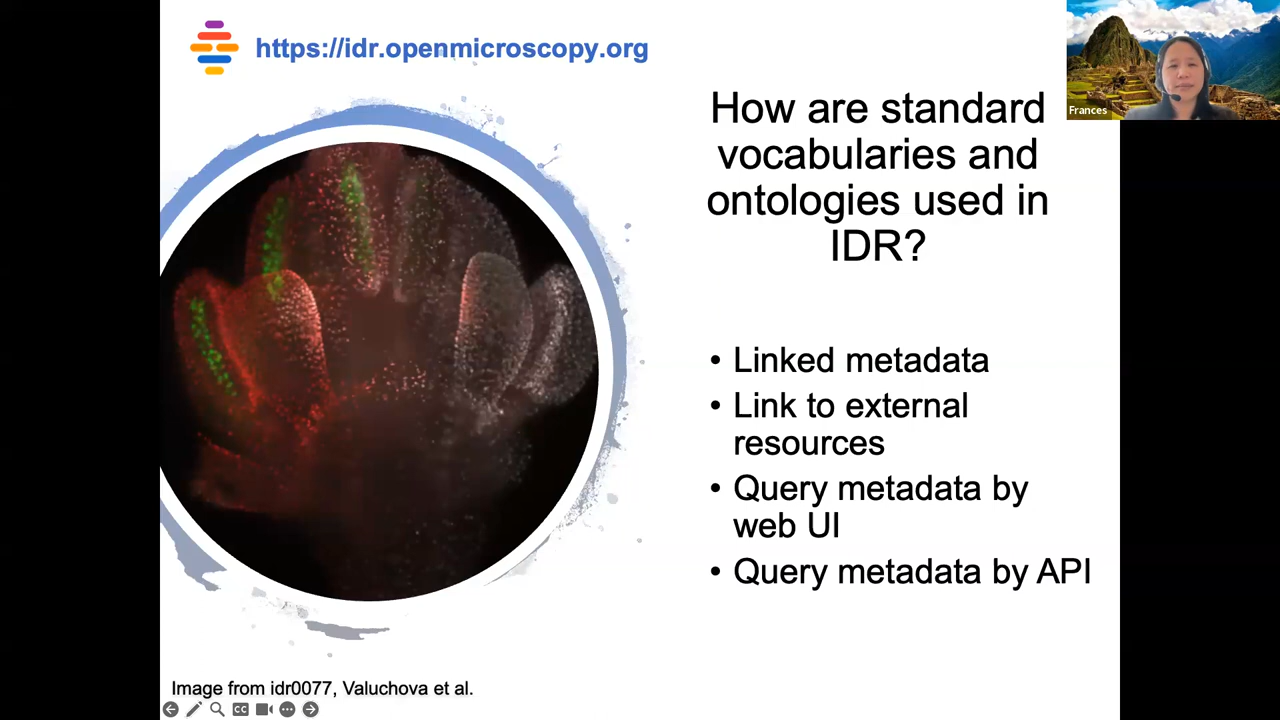 https://idr.openmicroscopy.org
Frances
How are standard
vocabularies and
ontologies used in
IDR?
• Linked metadata
• Link to external
resources
• Query metadata by
web UI
• Query metadata by API
Image from idr0077, Valuchova et al.
CC